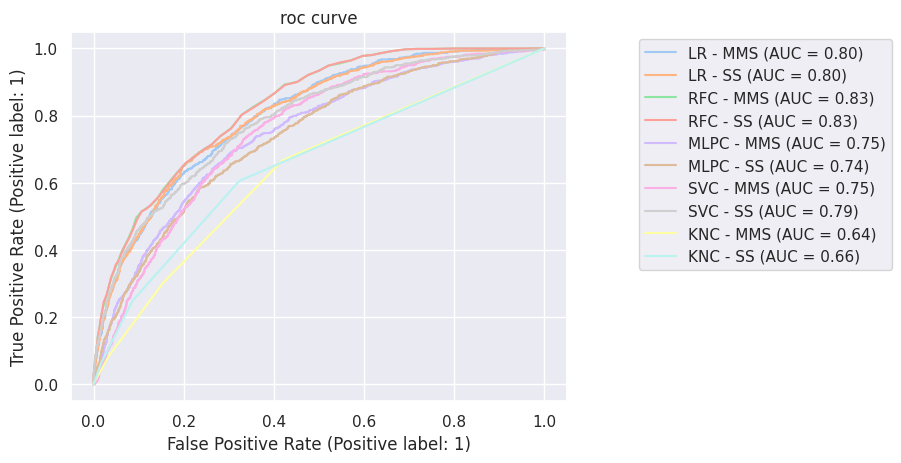 roc curve
True Positive Rate (Positive label: 1)
1.0
0.8
0.6
0.4
0.2
0.0
0.0 0.2 0.4 0.6 0.8 1.0
False Positive Rate (Positive label: 1)
LR - MMS (AUC = 0.80)
LR - SS (AUC = 0.80)
RFC - MMS (AUC = 0.83)
RFC - SS (AUC = 0.83)
MLPC - MMS (AUC = 0.75)
MLPC - SS (AUC = 0.74)
SVC - MMS (AUC = 0.75)
SVC - SS (AUC = 0.79)
KNC - MMS (AUC = 0.64)
KNC - SS (AUC = 0.66)